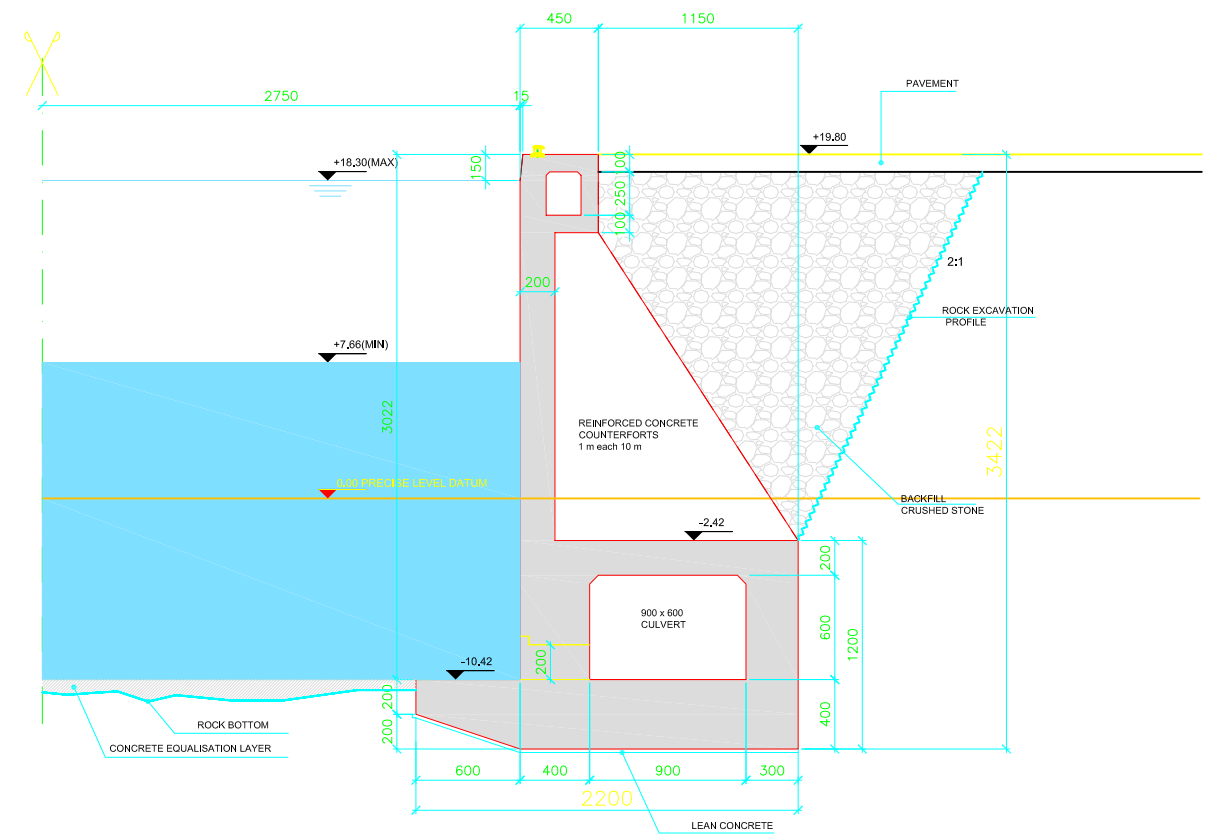 450
1150
PAVEMENT
2750
15
+19.80
+18.30(MAX)
150
100
250
100
2:1
200
ROCK EXCAVATION
PROFILE
+7.66(MINI)
3022
REINFORCED CONCRETE
COUNTERFORTS
1 m each 10 m
3422
0.00 PRECISE LEVEL DATUM
BACKFILL
CRUSHED STONE
-2.42
200
900 x 600
CULVERT
600
1200
200
-10.42
200
400
200
ROCK BOTTOM
CONCRETE EQUALISATION LAYER
600
400
900
300
2200
LEAN CONCRETE